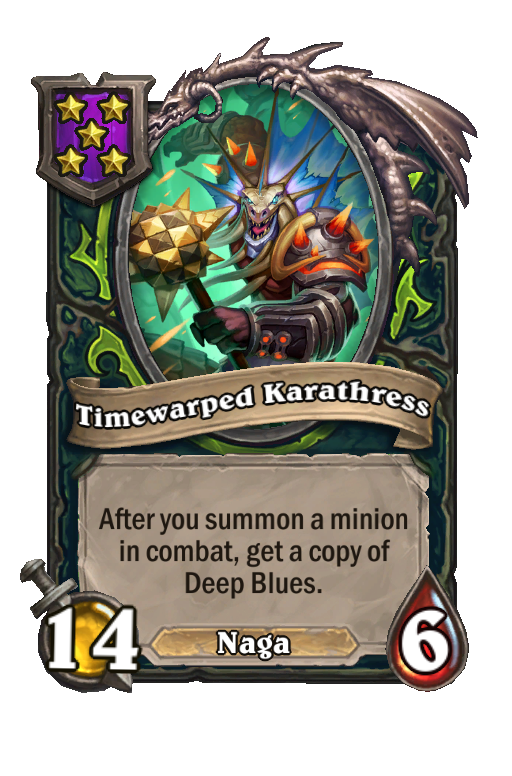 Timewarped Karathress
After you summon a minion
in combat, get a copy of
Deep Blues.
14
Naga
6